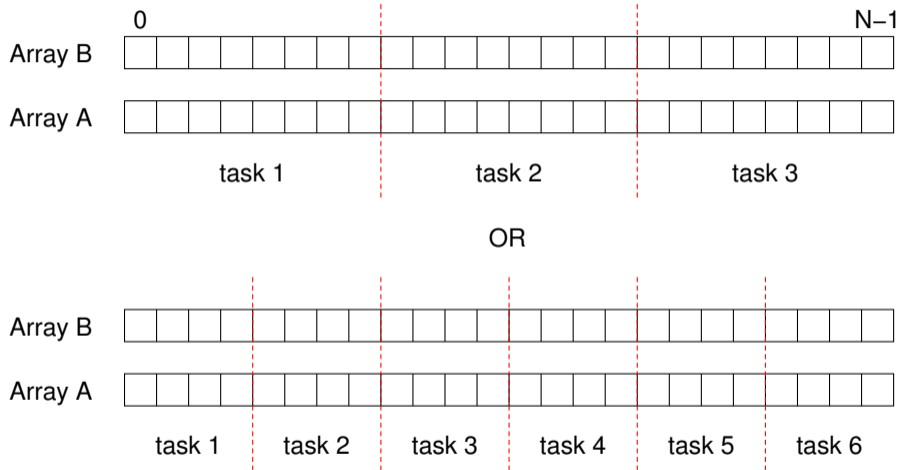 0 N−1
Array B
Array A
task 1 task 2 task 3
OR
Array B
Array A
task 1 task 2 task 3 task 4 task 5 task 6